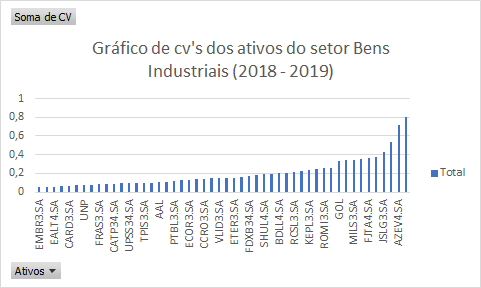 Soma de CV
Gráfico de cv's dos ativos do setor Bens
Industriais (2018 - 2019)
1
0,8
0,6
0,4
0,2
0
EMBR3.SA
EALT4.SA
CARD3.SA
UNP
FRAS3.SA
CATP34.SA
UPSS34.SA
TPIS3.SA
AAL
PTBL3.SA
ECOR3.SA
CCRO3.SA
VLID3.SA
ETER3.SA
FDXB34.SA
SHUL4.SA
BDLL4.SA
RCSL3.SA
KEPL3.SA
ROMI3.SA
GOL
MILS3.SA
FJTA4.SA
JSLG3.SA
AZEV4.SA
Total
Ativos